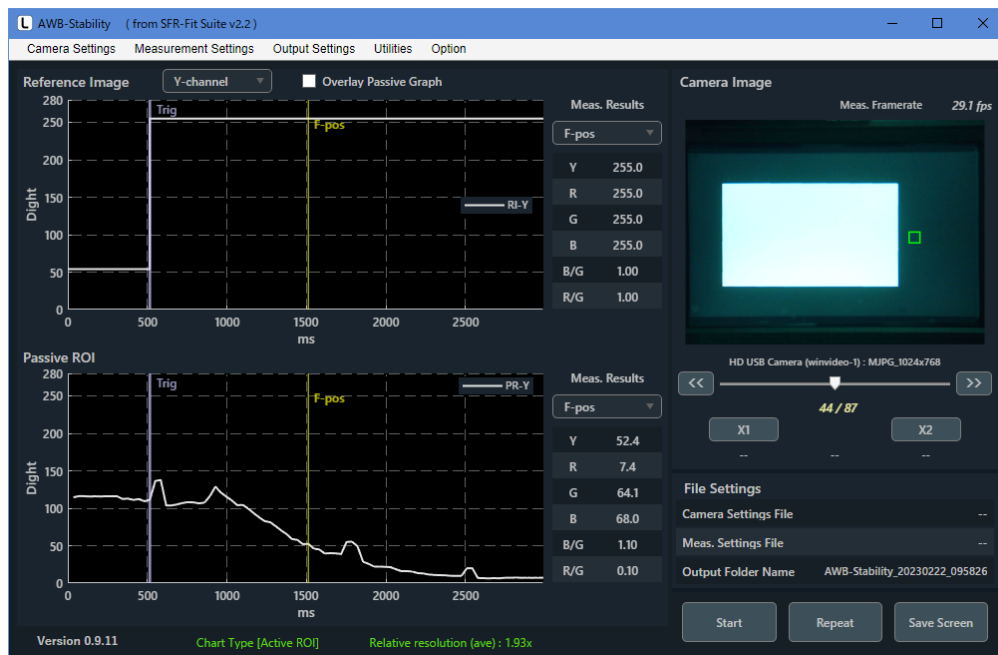 L AWB-Stability ( from SFR-Fit Suite v2.2 )
Camera Settings Measurement Settings Output Settings Utilities Option
Reference Image Y-channel Overlay Passive Graph
280
250
200
150
100
50
0
Dight
Trig
F-pos
RI-Y
0 500 1000 1500 2000 2500
ms
Meas. Results
F-pos
Y 255.0
R 255.0
G 255.0
B 255.0
B/G 1.00
R/G 1.00
Passive ROI
280
250
200
150
100
50
0
Dight
Trig
F-pos
PR-Y
0 500 1000 1500 2000 2500
ms
Meas. Results
F-pos
Y 52.4
R 7.4
G 64.1
B 68.0
B/G 1.10
R/G 0.10
Version 0.9.11 Chart Type [Active ROI] Relative resolution (ave) : 1.93x
Camera Image
Meas. Framerate 29.1 fps
HD USB Camera (winvideo-1) : MJPG_1024x768
<< >>
44 / 87
X1 X2
-- -- --
File Settings
Camera Settings File --
Meas. Settings File --
Output Folder Name AWB-Stability_20230222_095826
Start Repeat Save Screen